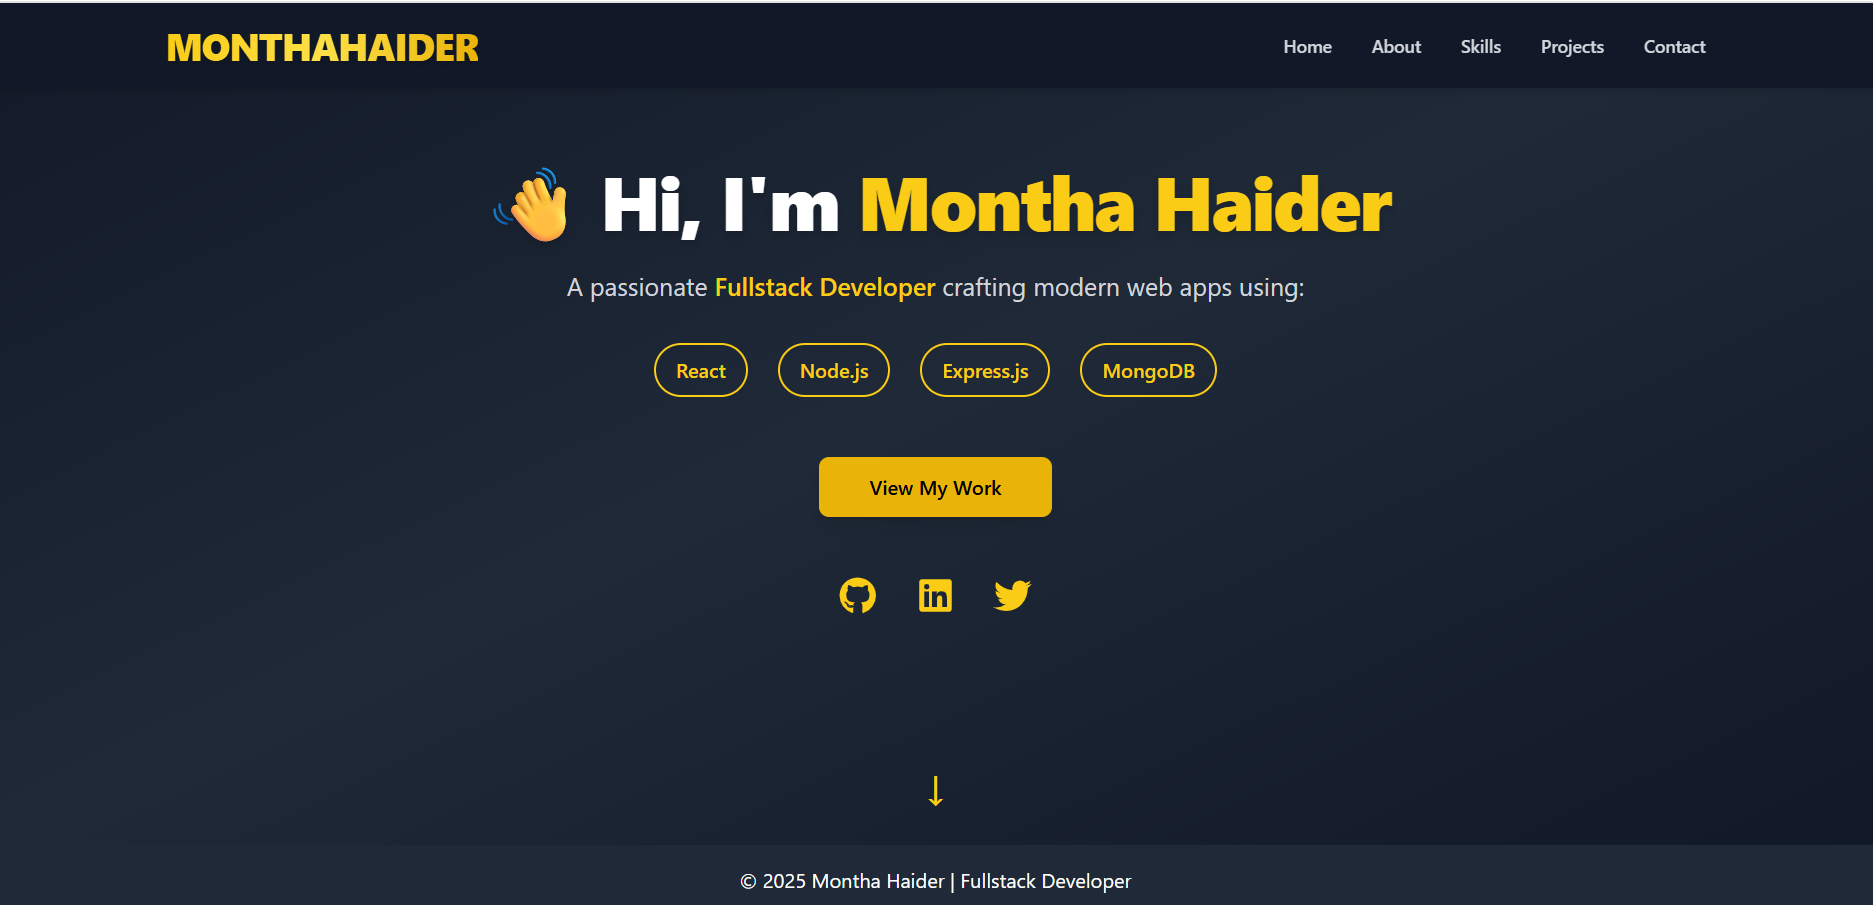 MONTHAHAIDER
Home About Skills Projects Contact
👋 Hi, I'm Montha Haider
A passionate Fullstack Developer crafting modern web apps using:
React Node.js Express.js MongoDB
View My Work
↓
© 2025 Montha Haider | Fullstack Developer